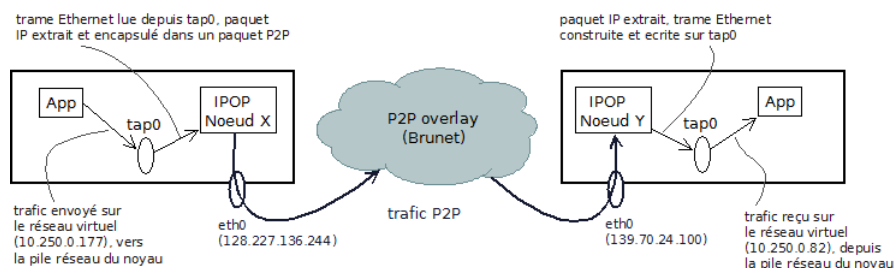 trame Ethernet lue depuis tap0, paquet
IP extrait et encapsulé dans un paquet P2P
App
tap0
IPOP
Noeud X
trafic envoyé sur
le réseau virtuel
(10.250.0.177), vers
la pile réseau du noyau
eth0
(128.227.136.244)
P2P overlay
(Brunet)
trafic P2P
paquet IP extrait, trame Ethernet
construite et ecrite sur tap0
IPOP
Noeud Y
tap0
App
eth0
(139.70.24.100)
trafic reçu sur
le réseau virtuel
(10.250.0.82), depuis
la pile réseau du noyau